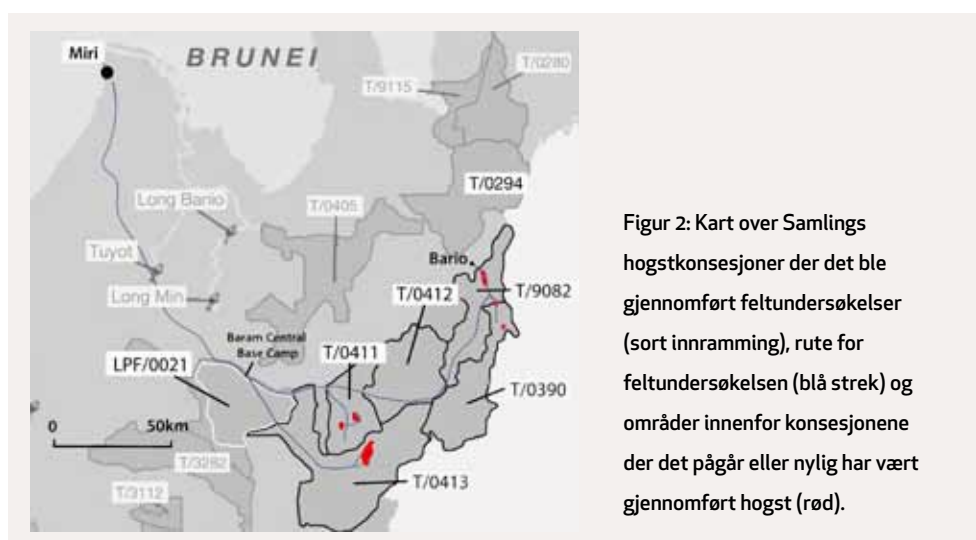 Miri
BRUNEI
T/0280
T/9115
T/0294
Long Banio
T/0405
Tuyot
Bario
Long Min
T/0412
T/9082
Baram Central
Base Camp
T/0411
LPF/0021
T/0390
0 50km
T/3282
T/0413
T/3112
Figur 2: Kart over Samlings
hogstkonsesjoner der det ble
gjennomført feltundersøkelser
(sort innramming), rute for
feltundersøkelsen (blå strek) og
områder innenfor konsesjonene
der det pågår eller nylig har vært
gjennomført hogst (rød).